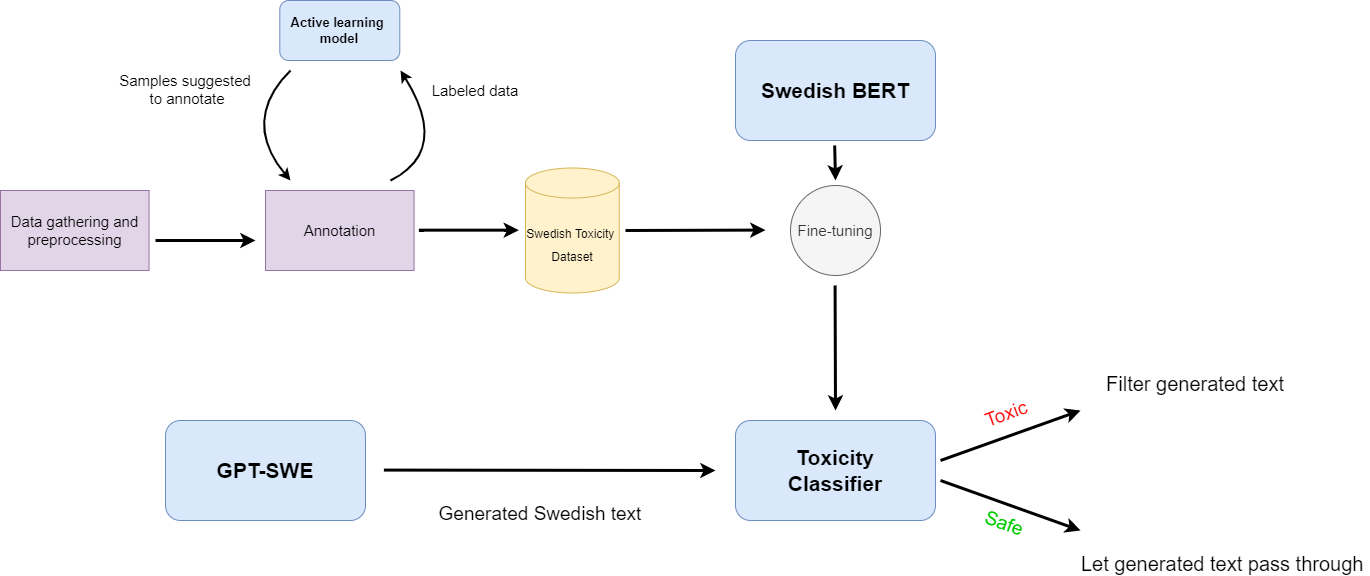 Active learning
model
Samples suggested
to annotate
Labeled data
Swedish BERT
Data gathering and
preprocessing
Annotation
Swedish Toxicity
Dataset
Fine-tuning
Filter generated text
Toxic
GPT-SWE
Toxicity
Classifier
Generated Swedish text
Safe
Let generated text pass through